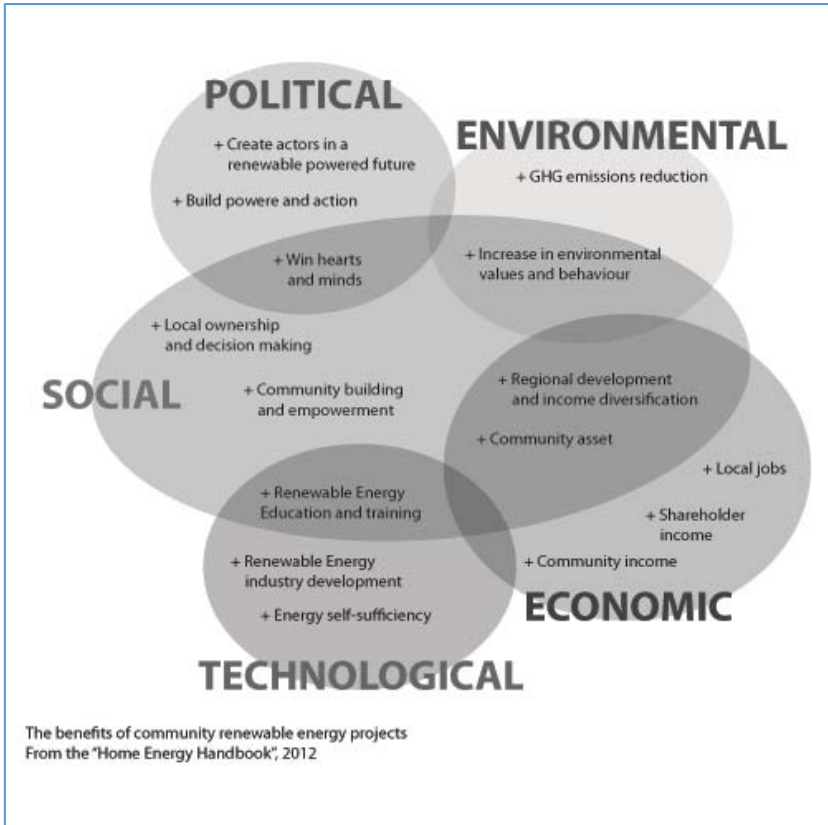 POLITICAL
+ Create actors in a
renewable powered future
+ Build powere and action
ENVIRONMENTAL
+ GHG emissions reduction
+ Win hearts
and minds
+ Increase in environmental
values and behaviour
+ Local ownership
and decision making
SOCIAL
+ Community building
and empowerment
+ Regional development
and income diversification
+ Community asset
+ Local jobs
+ Renewable Energy
Education and training
+ Shareholder
income
+ Renewable Energy
industry development
+ Community income
+ Energy self-sufficiency
ECONOMIC
TECHNOLOGICAL
The benefits of community renewable energy projects
From the "Home Energy Handbook", 2012